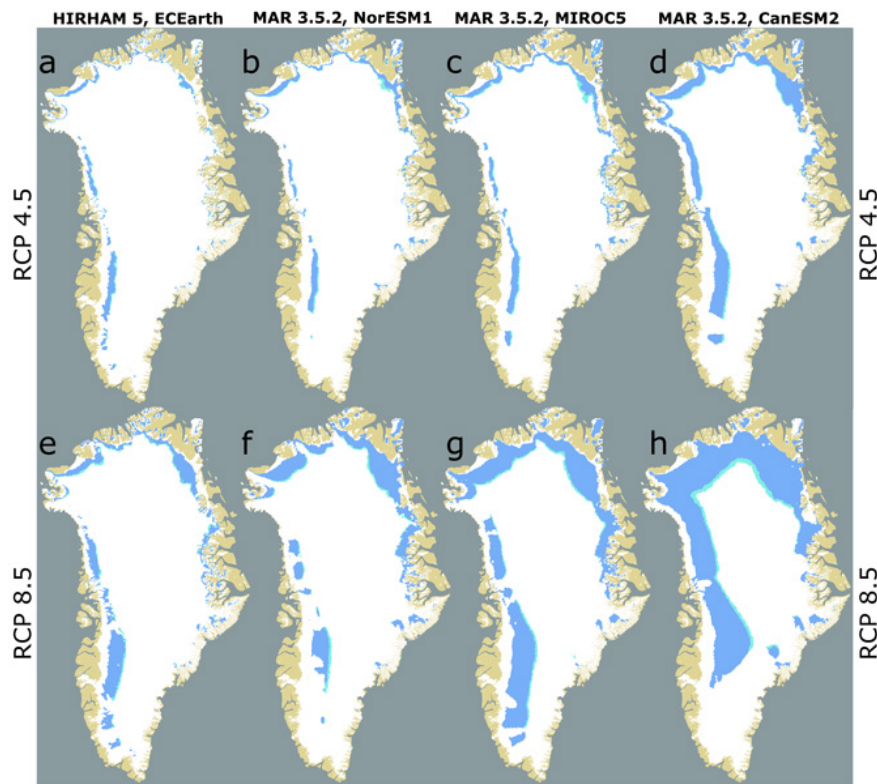 HIRHAM 5, ECEarth MAR 3.5.2, NorESM1 MAR 3.5.2, MIROC5 MAR 3.5.2, CanESM2
a b c d
RCP 4.5 RCP 4.5
e f g h
RCP 8.5 RCP 8.5